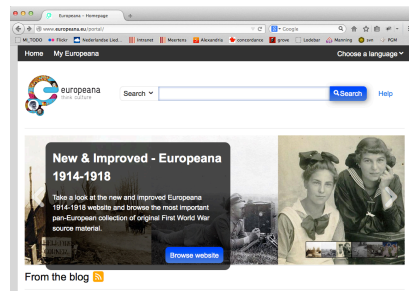 Europeana - Homepage
www.europeana.eu/portal/
Google
MI_TODO Flickr Nederlandse Lied... Intranet Meertens Alexandria concordance grove Ledebar Manning svn PGM
Home My Europeana Choose a language
europeana
think culture
Search Search Help
New & Improved - Europeana
1914-1918
Take a look at the new and improved Europeana
1914-1918 website and browse the most important
pan-European collection of original First World War
source material.
Browse website
From the blog